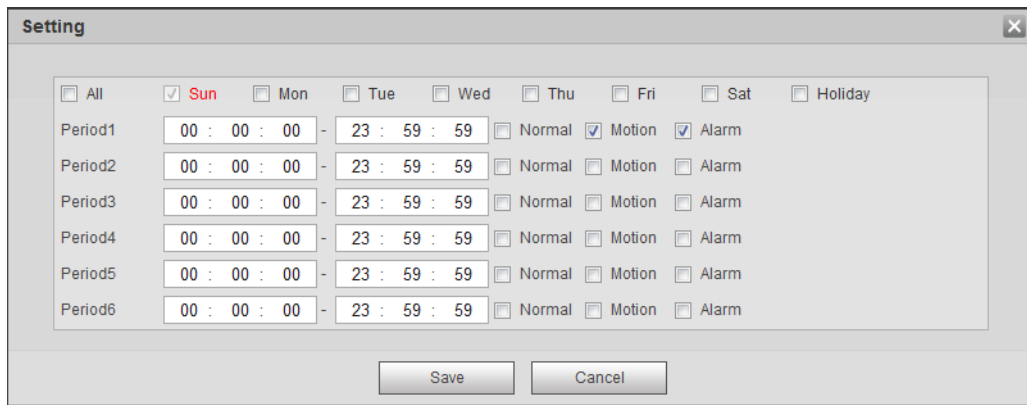 Setting
All Sun Mon Tue Wed Thu Fri Sat Holiday
Period1 00 : 00 : 00 - 23 : 59 : 59 Normal Motion Alarm
Period2 00 : 00 : 00 - 23 : 59 : 59 Normal Motion Alarm
Period3 00 : 00 : 00 - 23 : 59 : 59 Normal Motion Alarm
Period4 00 : 00 : 00 - 23 : 59 : 59 Normal Motion Alarm
Period5 00 : 00 : 00 - 23 : 59 : 59 Normal Motion Alarm
Period6 00 : 00 : 00 - 23 : 59 : 59 Normal Motion Alarm
Save Cancel